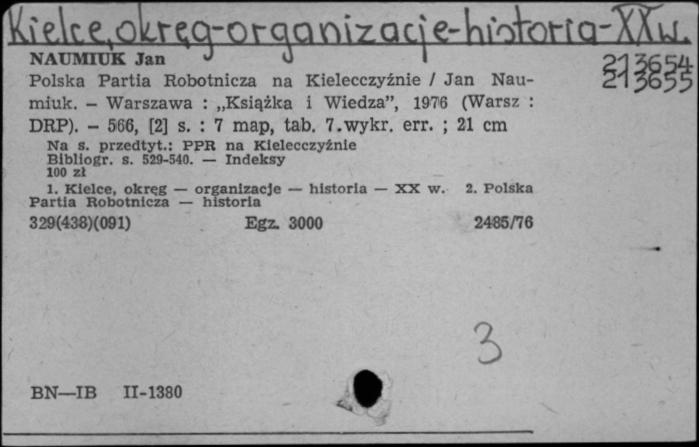 Kielce, okręg-organizacje-historia-XXw.
NAUMIUK Jan
213654
213655
Polska Partia Robotnicza na Kielecczyźnie / Jan Nau-
miuk. — Warszawa : „Książka i Wiedza”, 1976 (Warsz :
DRP). — 566, [2] s. : 7 map, tab. 7.wykr. err. ; 21 cm
Na s. przedtyt.: PPR na Kielecczyźnie
Bibliogr. s. 529-540. — Indeksy
100 zł
1. Kielce, okręg — organizacje — historia — XX w. 2. Polska
Partia Robotnicza — historia
329(438)(091) Egz. 3000 2485/76
3
BN—IB II-1380